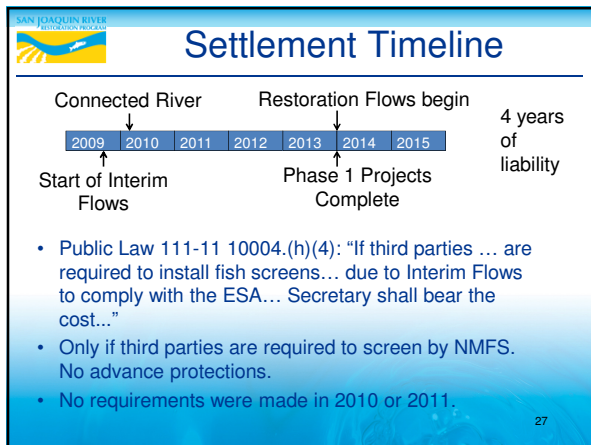 SAN JOAQUIN RIVER
RESTORATION PROGRAM
Settlement Timeline
Connected River
Restoration Flows begin
4 years
of
liability
2009 2010 2011 2012 2013 2014 2015
Start of Interim
Flows
Phase 1 Projects
Complete
• Public Law 111-11 10004.(h)(4): “If third parties … are
required to install fish screens… due to Interim Flows
to comply with the ESA… Secretary shall bear the
cost...”
• Only if third parties are required to screen by NMFS.
No advance protections.
• No requirements were made in 2010 or 2011.
27